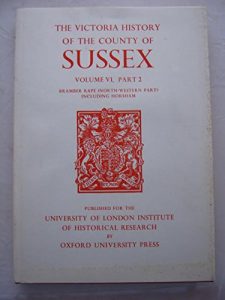 THE VICTORIA HISTORY
OF THE COUNTY OF
SUSSEX
VOLUME VI, PART 2
BRAMBER RAPE (NORTH-WESTERN PART)
INCLUDING HORSHAM
PUBLISHED FOR THE
UNIVERSITY OF LONDON INSTITUTE
OF HISTORICAL RESEARCH
BY
OXFORD UNIVERSITY PRESS